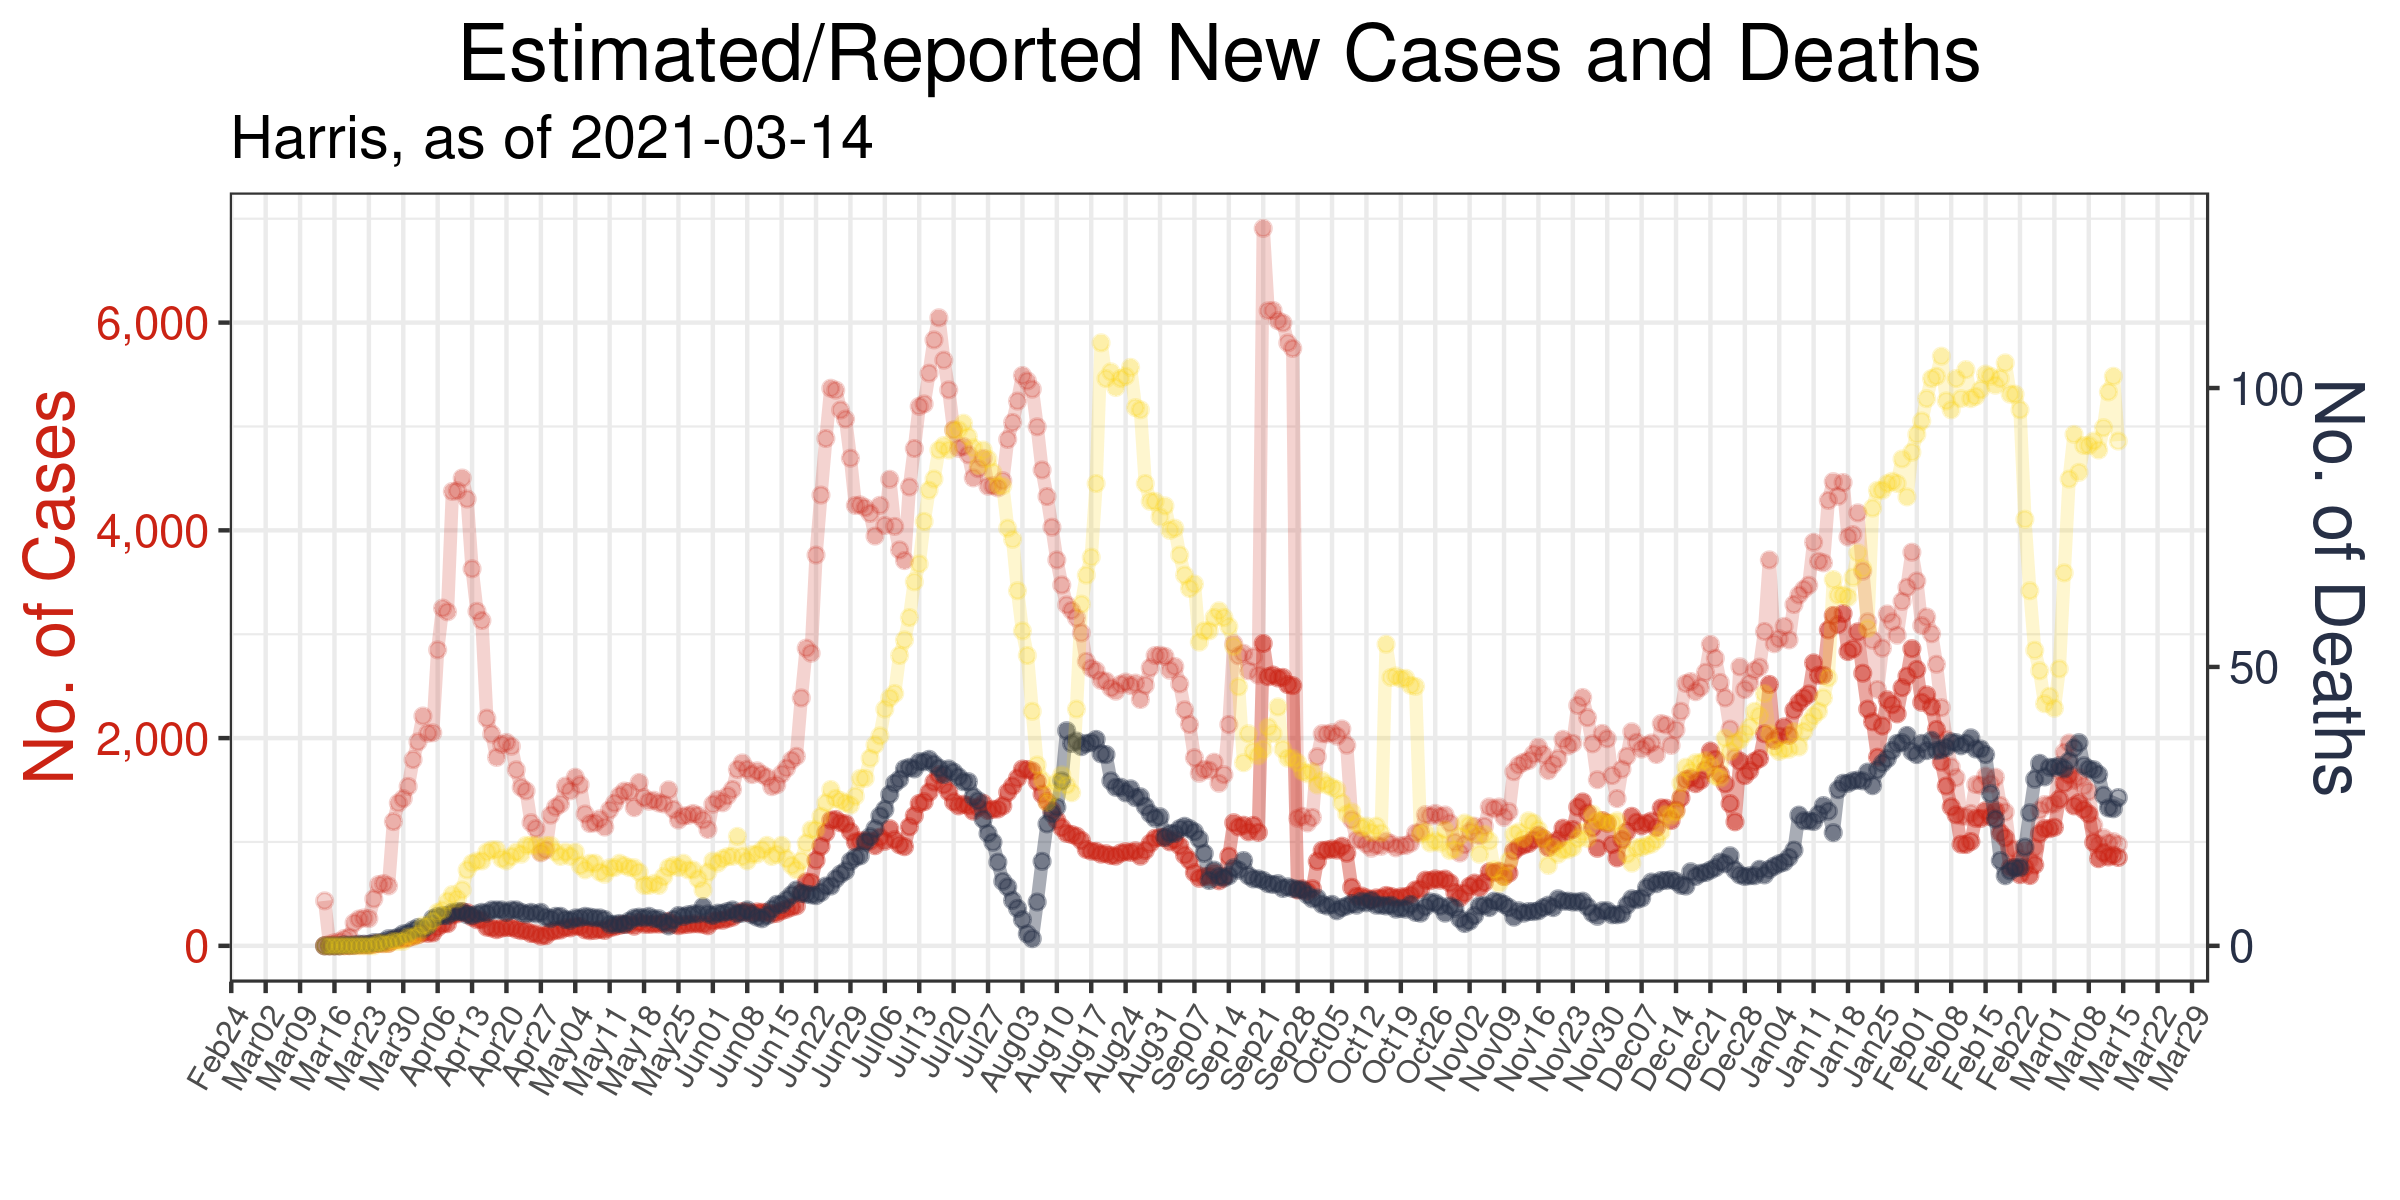 Estimated/Reported New Cases and Deaths
Harris, as of 2021-03-14
No. of Cases
6,000
4,000
2,000
0
100
50
0
No. of Deaths
Feb24
Mar02
Mar09
Mar16
Mar23
Mar30
Apr06
Apr13
Apr20
Apr27
May04
May11
May18
May25
Jun01
Jun08
Jun15
Jun22
Jun29
Jul06
Jul13
Jul20
Jul27
Aug03
Aug10
Aug17
Aug24
Aug31
Sep07
Sep14
Sep21
Sep28
Oct05
Oct12
Oct19
Oct26
Nov02
Nov09
Nov16
Nov23
Nov30
Dec07
Dec14
Dec21
Dec28
Jan04
Jan11
Jan18
Jan25
Feb01
Feb08
Feb15
Feb22
Mar01
Mar08
Mar15
Mar22
Mar29